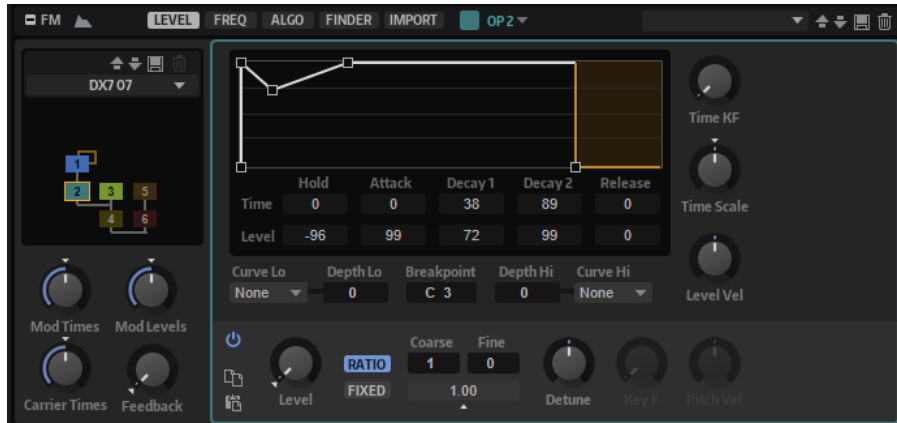 FM LEVEL FREQ ALGO FINDER IMPORT OP 2
DX7 07
1
2 3 5
4 6
Mod Times Mod Levels
Carrier Times Feedback
Hold Attack Decay 1 Decay 2 Release
Time 0 0 38 89 0
Level -96 99 72 99 0
Curve Lo Depth Lo Breakpoint Depth Hi Curve Hi
None 0 C 3 0 None
Time KF
Time Scale
Level Vel
Coarse Fine
RATIO 1 0
FIXED 1.00
Level Detune Key F Pitch Vel